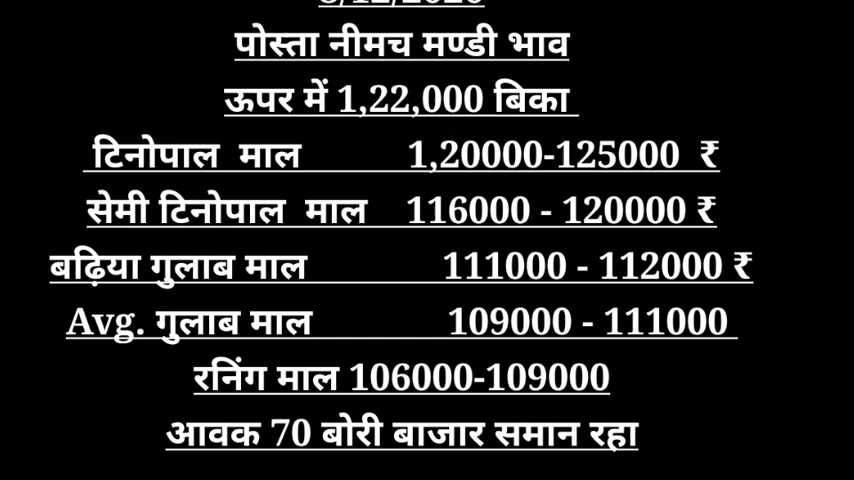 पोस्ता नीमच मण्डी भाव
ऊपर में 1,22,000 बिका
टिनोपाल माल 1,20000-125000 ₹
सेमी टिनोपाल माल 116000 - 120000 ₹
बढ़िया गुलाब माल 111000 - 112000 ₹
Avg. गुलाब माल 109000 - 111000
रनिंग माल 106000-109000
आवक 70 बोरी बाजार समान रहा